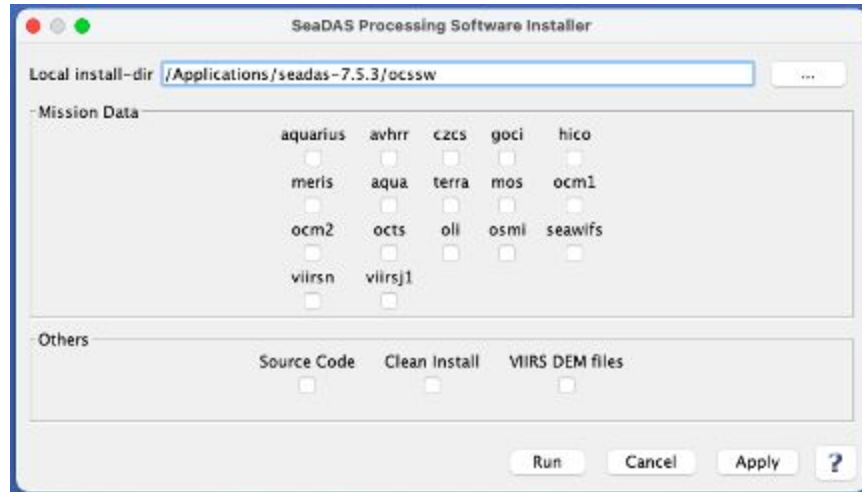 SeaDAS Processing Software Installer
Local install-dir /Applications/seadas-7.5.3/ocssw ...
Mission Data
aquarius avhrr czcs goci hico
meris aqua terra mos ocm1
ocm2 octs oli osmi seawifs
viirsn viirsj1
Others
Source Code Clean Install VIIRS DEM files
Run Cancel Apply ?